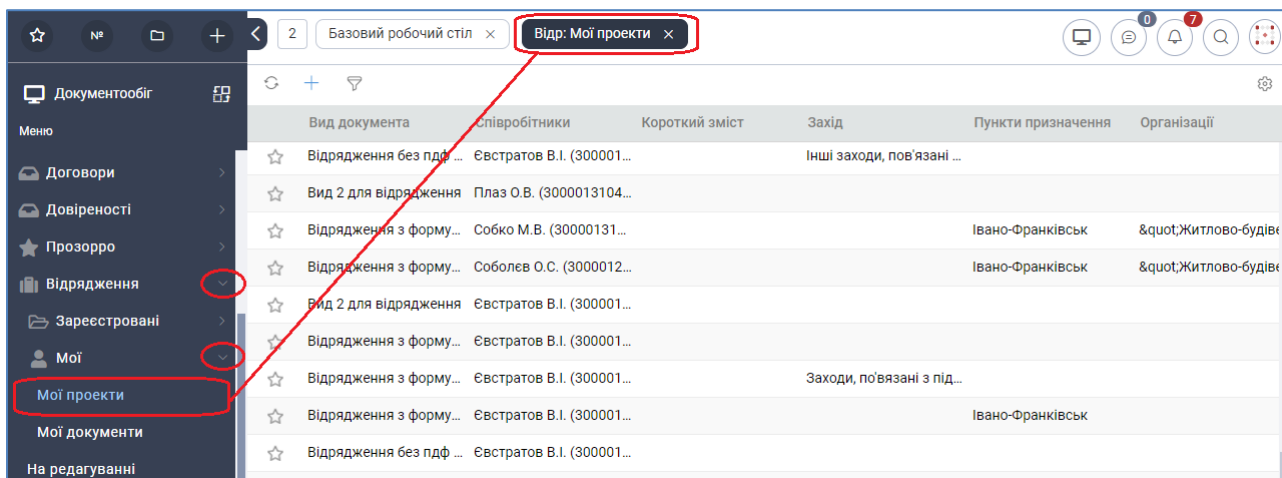 № 2 Базовий робочий стіл × Відр: Мої проекти × 0 7
Документообіг
Меню
Вид документа Співробітники Короткий зміст Захід Пункти призначення Організації
Відрядження без пдф ... Євстратов В.І. (300001... Інші заходи, пов'язані ...
Договори
Вид 2 для відрядження Плаз О.В. (3000013104...
Довіреності
Відрядження з форму... Собко М.В. (30000131... Івано-Франківськ &quot;Житлово-будіве
Прозорро
Відрядження з форму... Соболєв О.С. (3000012... Івано-Франківськ &quot;Житлово-будіве
Відрядження
Вид 2 для відрядження Євстратов В.І. (300001...
Зареєстровані
Відрядження з форму... Євстратов В.І. (300001...
Мої
Відрядження з форму... Євстратов В.І. (300001... Заходи, по'вязані з під...
Мої проекти
Відрядження з форму... Євстратов В.І. (300001... Івано-Франківськ
Мої документи
Відрядження без пдф ... Євстратов В.І. (300001...
На редагуванні